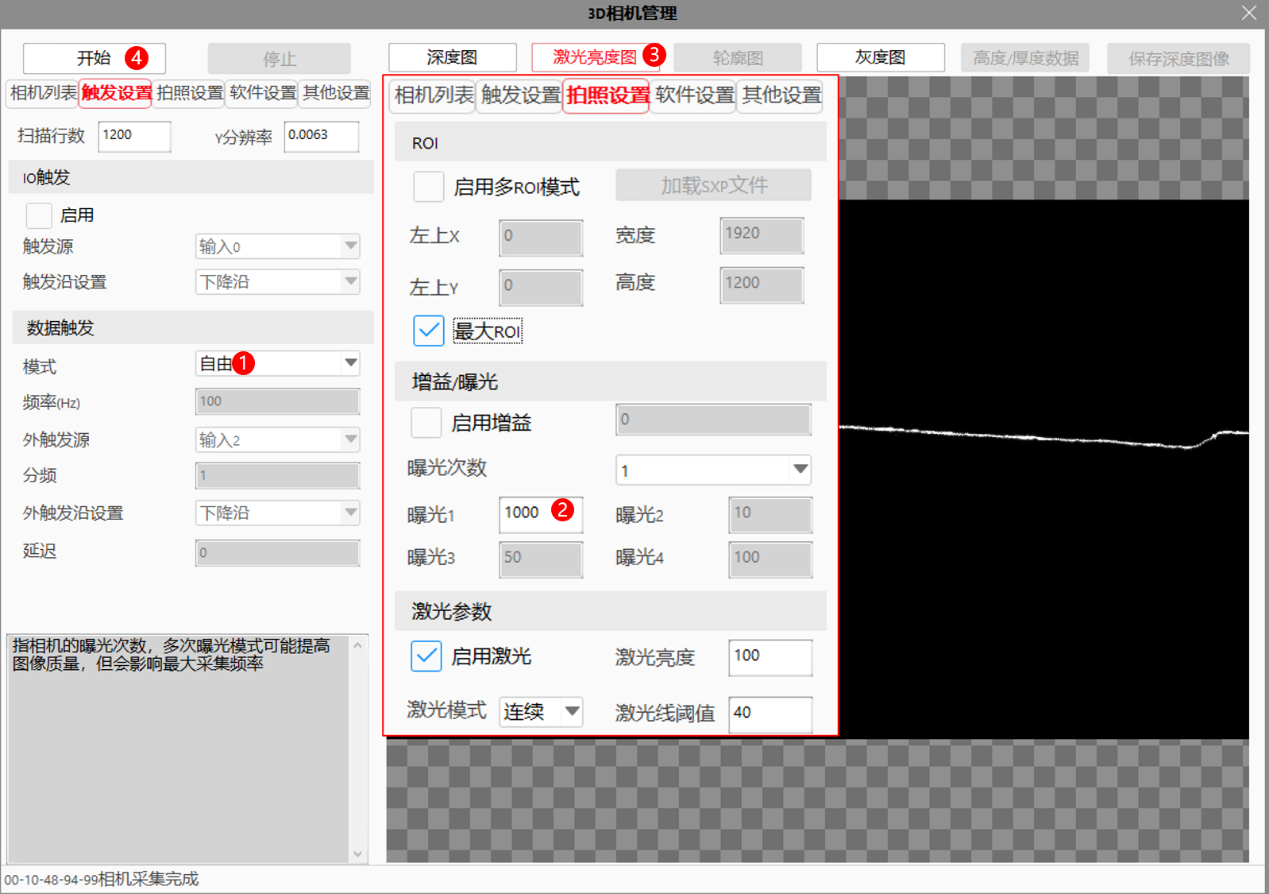 3D相机管理
开始 4 停止 深度图 激光亮度图 3 轮廓图 灰度图 高度/厚度数据 保存深度图像
相机列表 触发设置 拍照设置 软件设置 其他设置
扫描行数 1200 Y分辨率 0.0063
IO触发
启用
触发源 输入0
触发沿设置 下降沿
数据触发
模式 自由 1
频率(Hz) 100
外触发源 输入2
分频 1
外触发沿设置 下降沿
延迟 0
指相机的曝光次数，多次曝光模式可能提高
图像质量，但会影响最大采集频率
相机列表 触发设置 拍照设置 软件设置 其他设置
ROI
启用多ROI模式 加载SXP文件
左上X 0 宽度 1920
左上Y 0 高度 1200
最大ROI
增益/曝光
启用增益 0
曝光次数 1
曝光1 1000 2 曝光2 10
曝光3 50 曝光4 100
激光参数
启用激光 激光亮度 100
激光模式 连续 激光线阈值 40
00-10-48-94-99相机采集完成